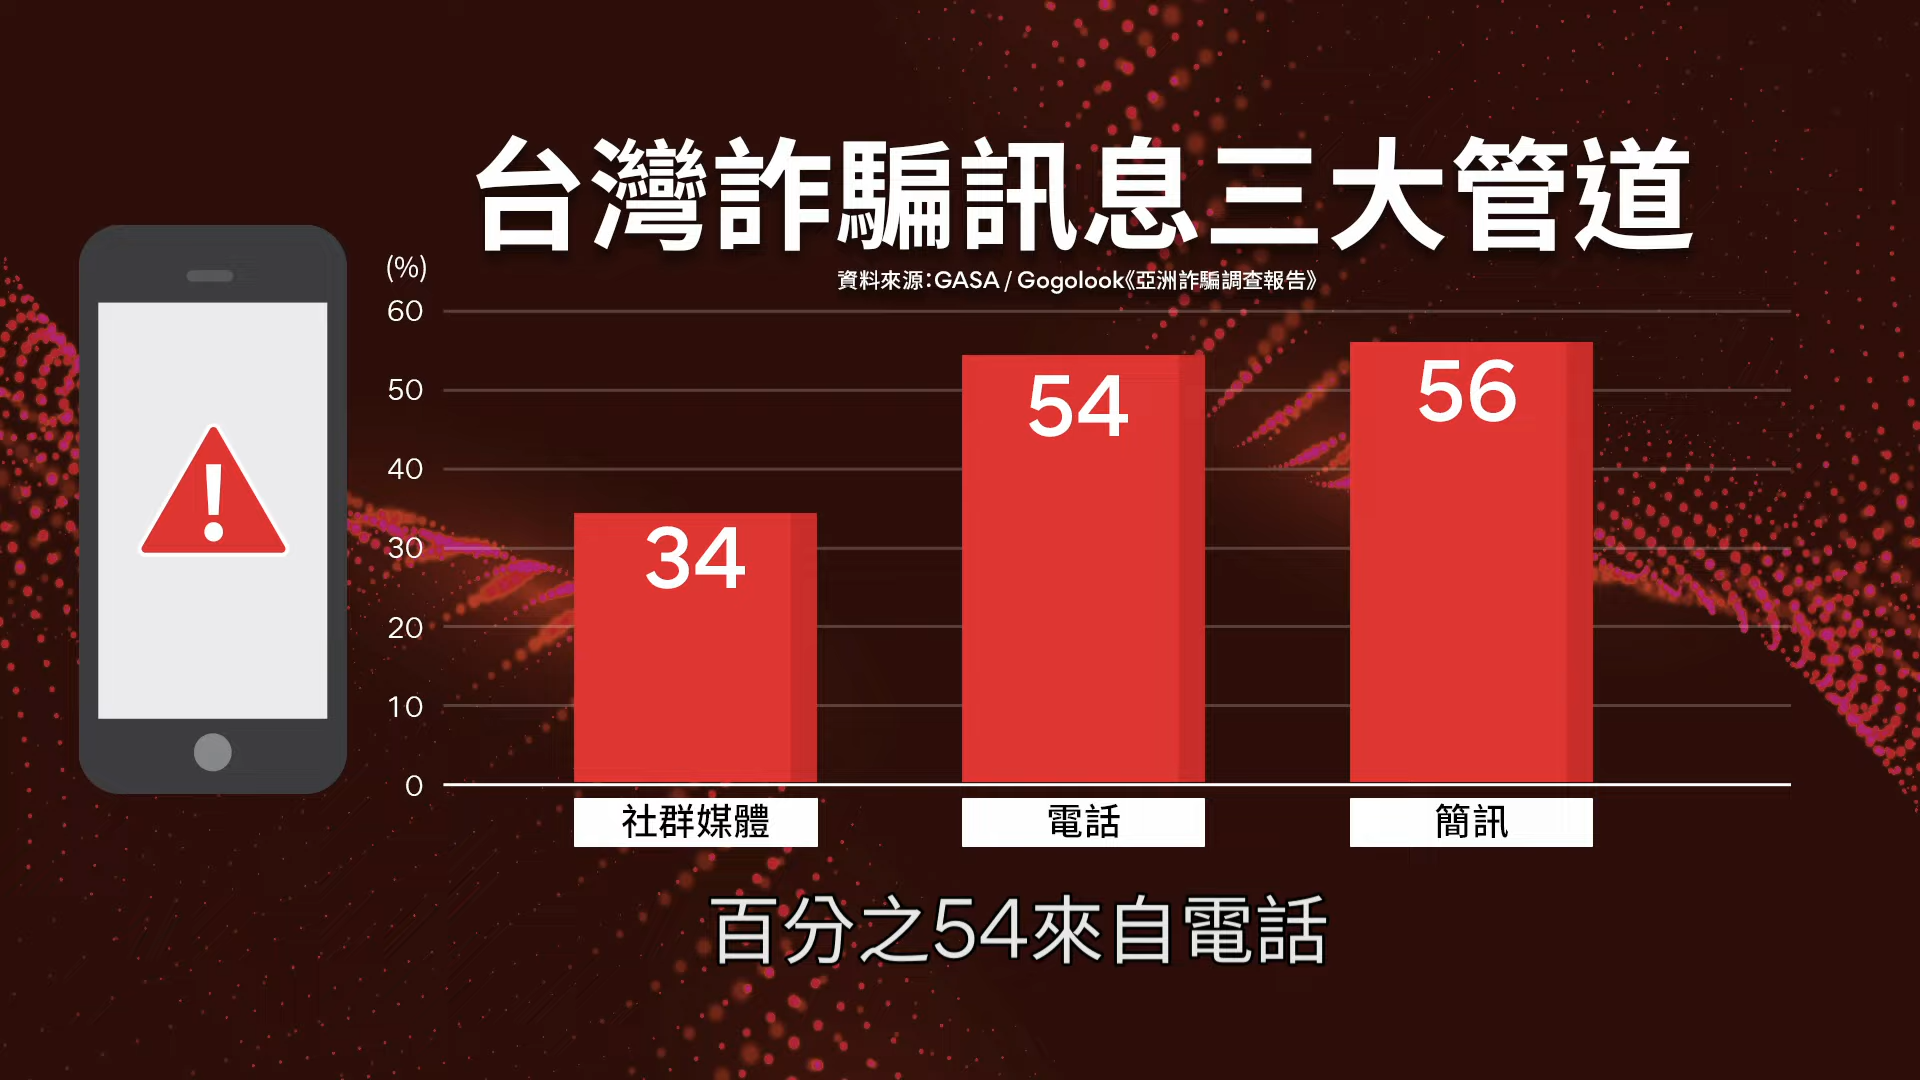 台灣詐騙訊息三大管道
資料來源:GASA / Gogolook《亞洲詐騙調查報告》
(%)
60
50
40
30
20
10
0
34
54
56
社群媒體
電話
簡訊
百分之54來自電話